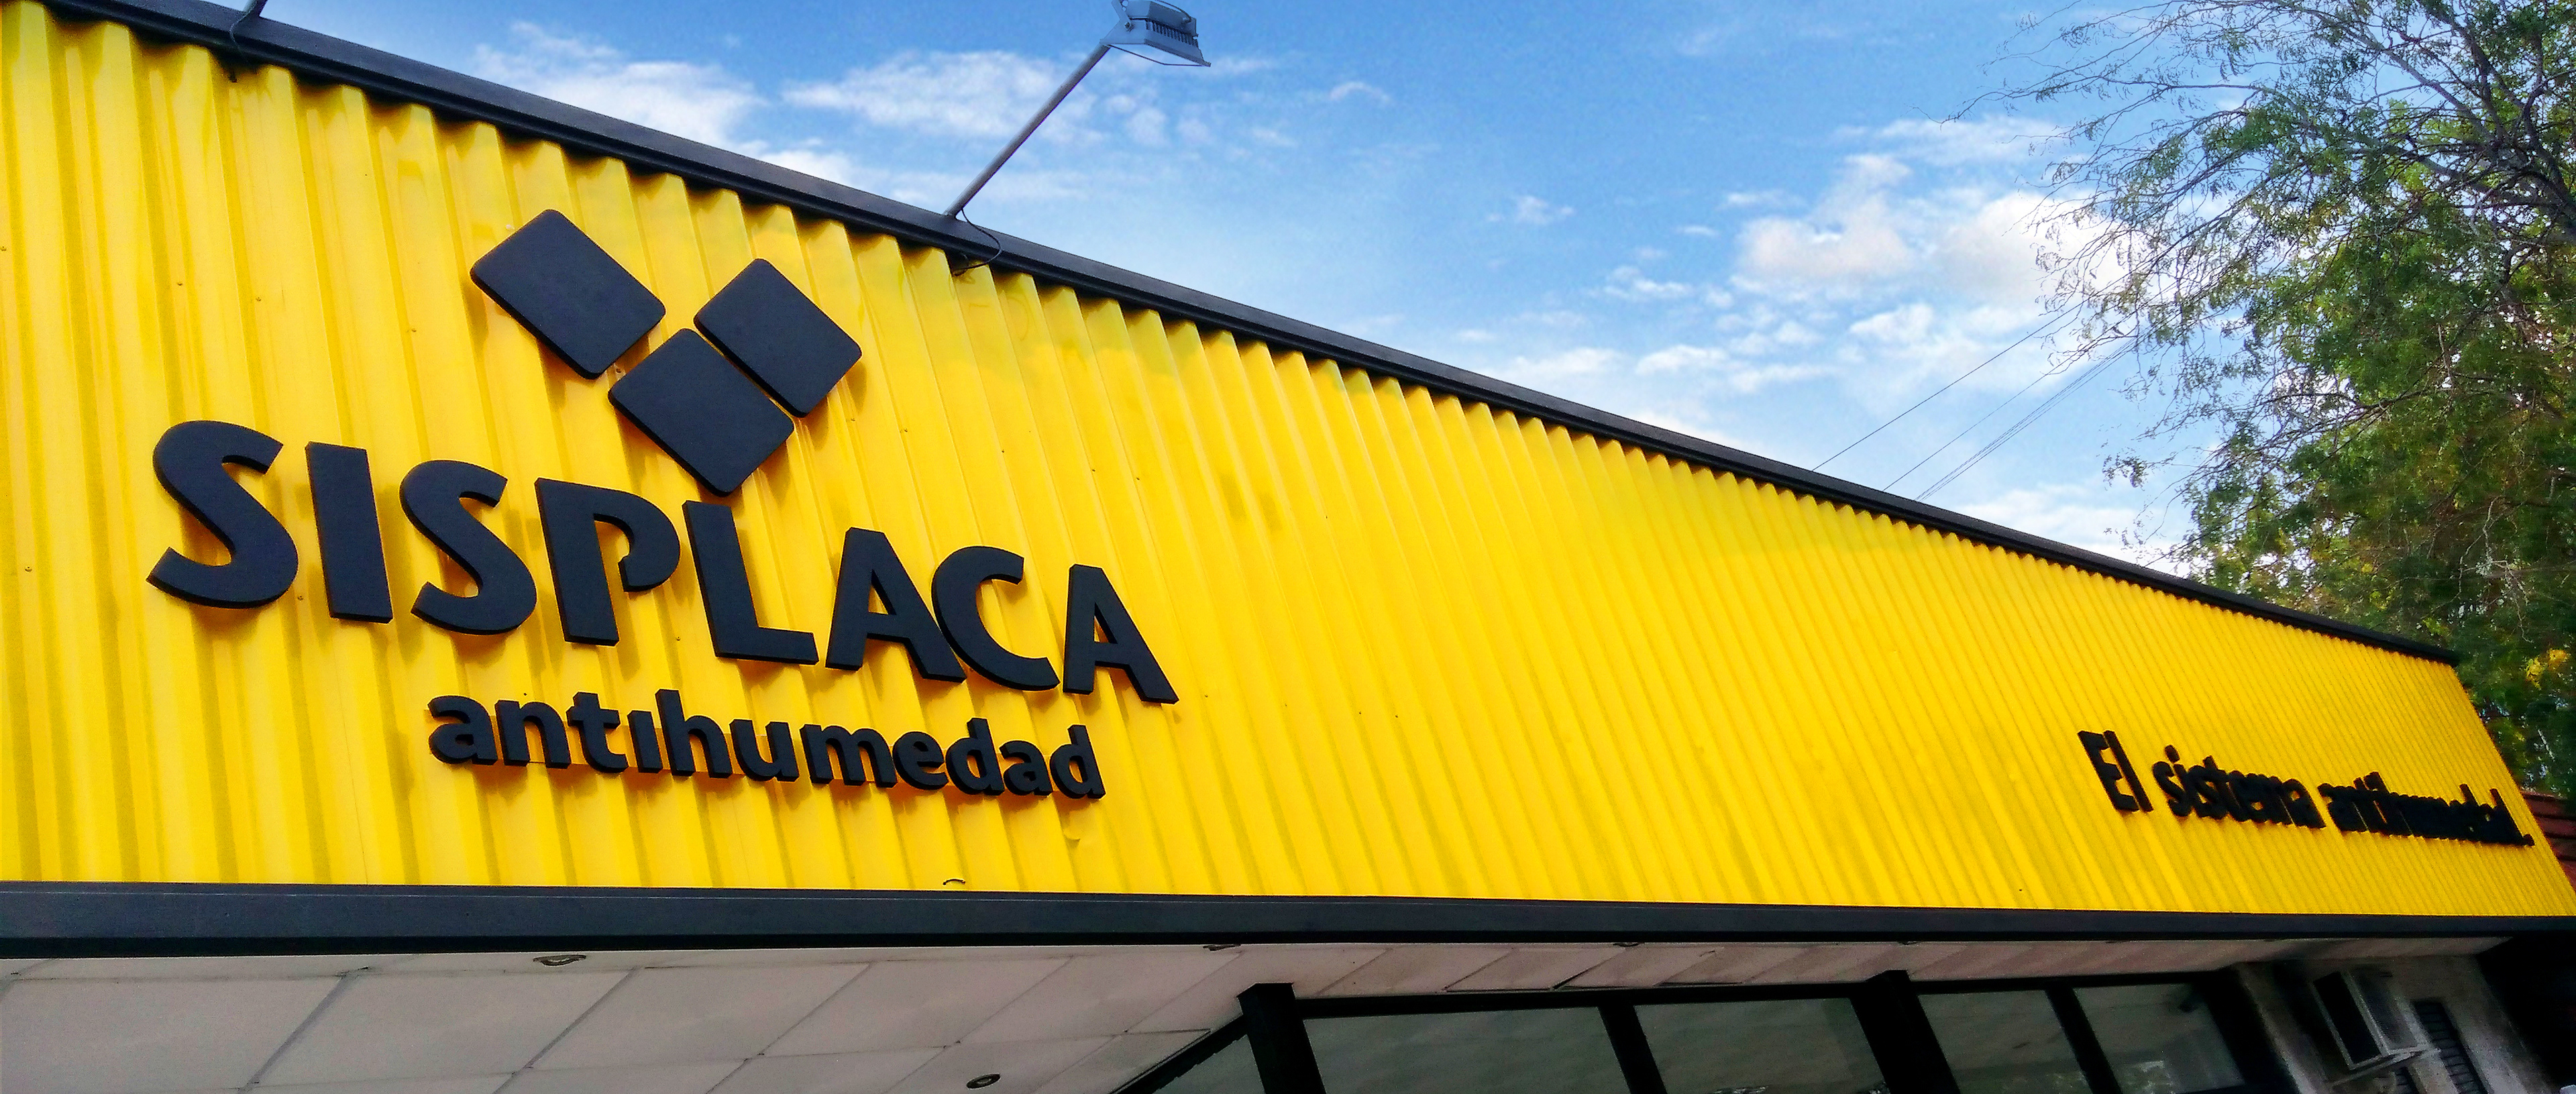 SISPLACA
antihumedad
El sistema antihumedad.